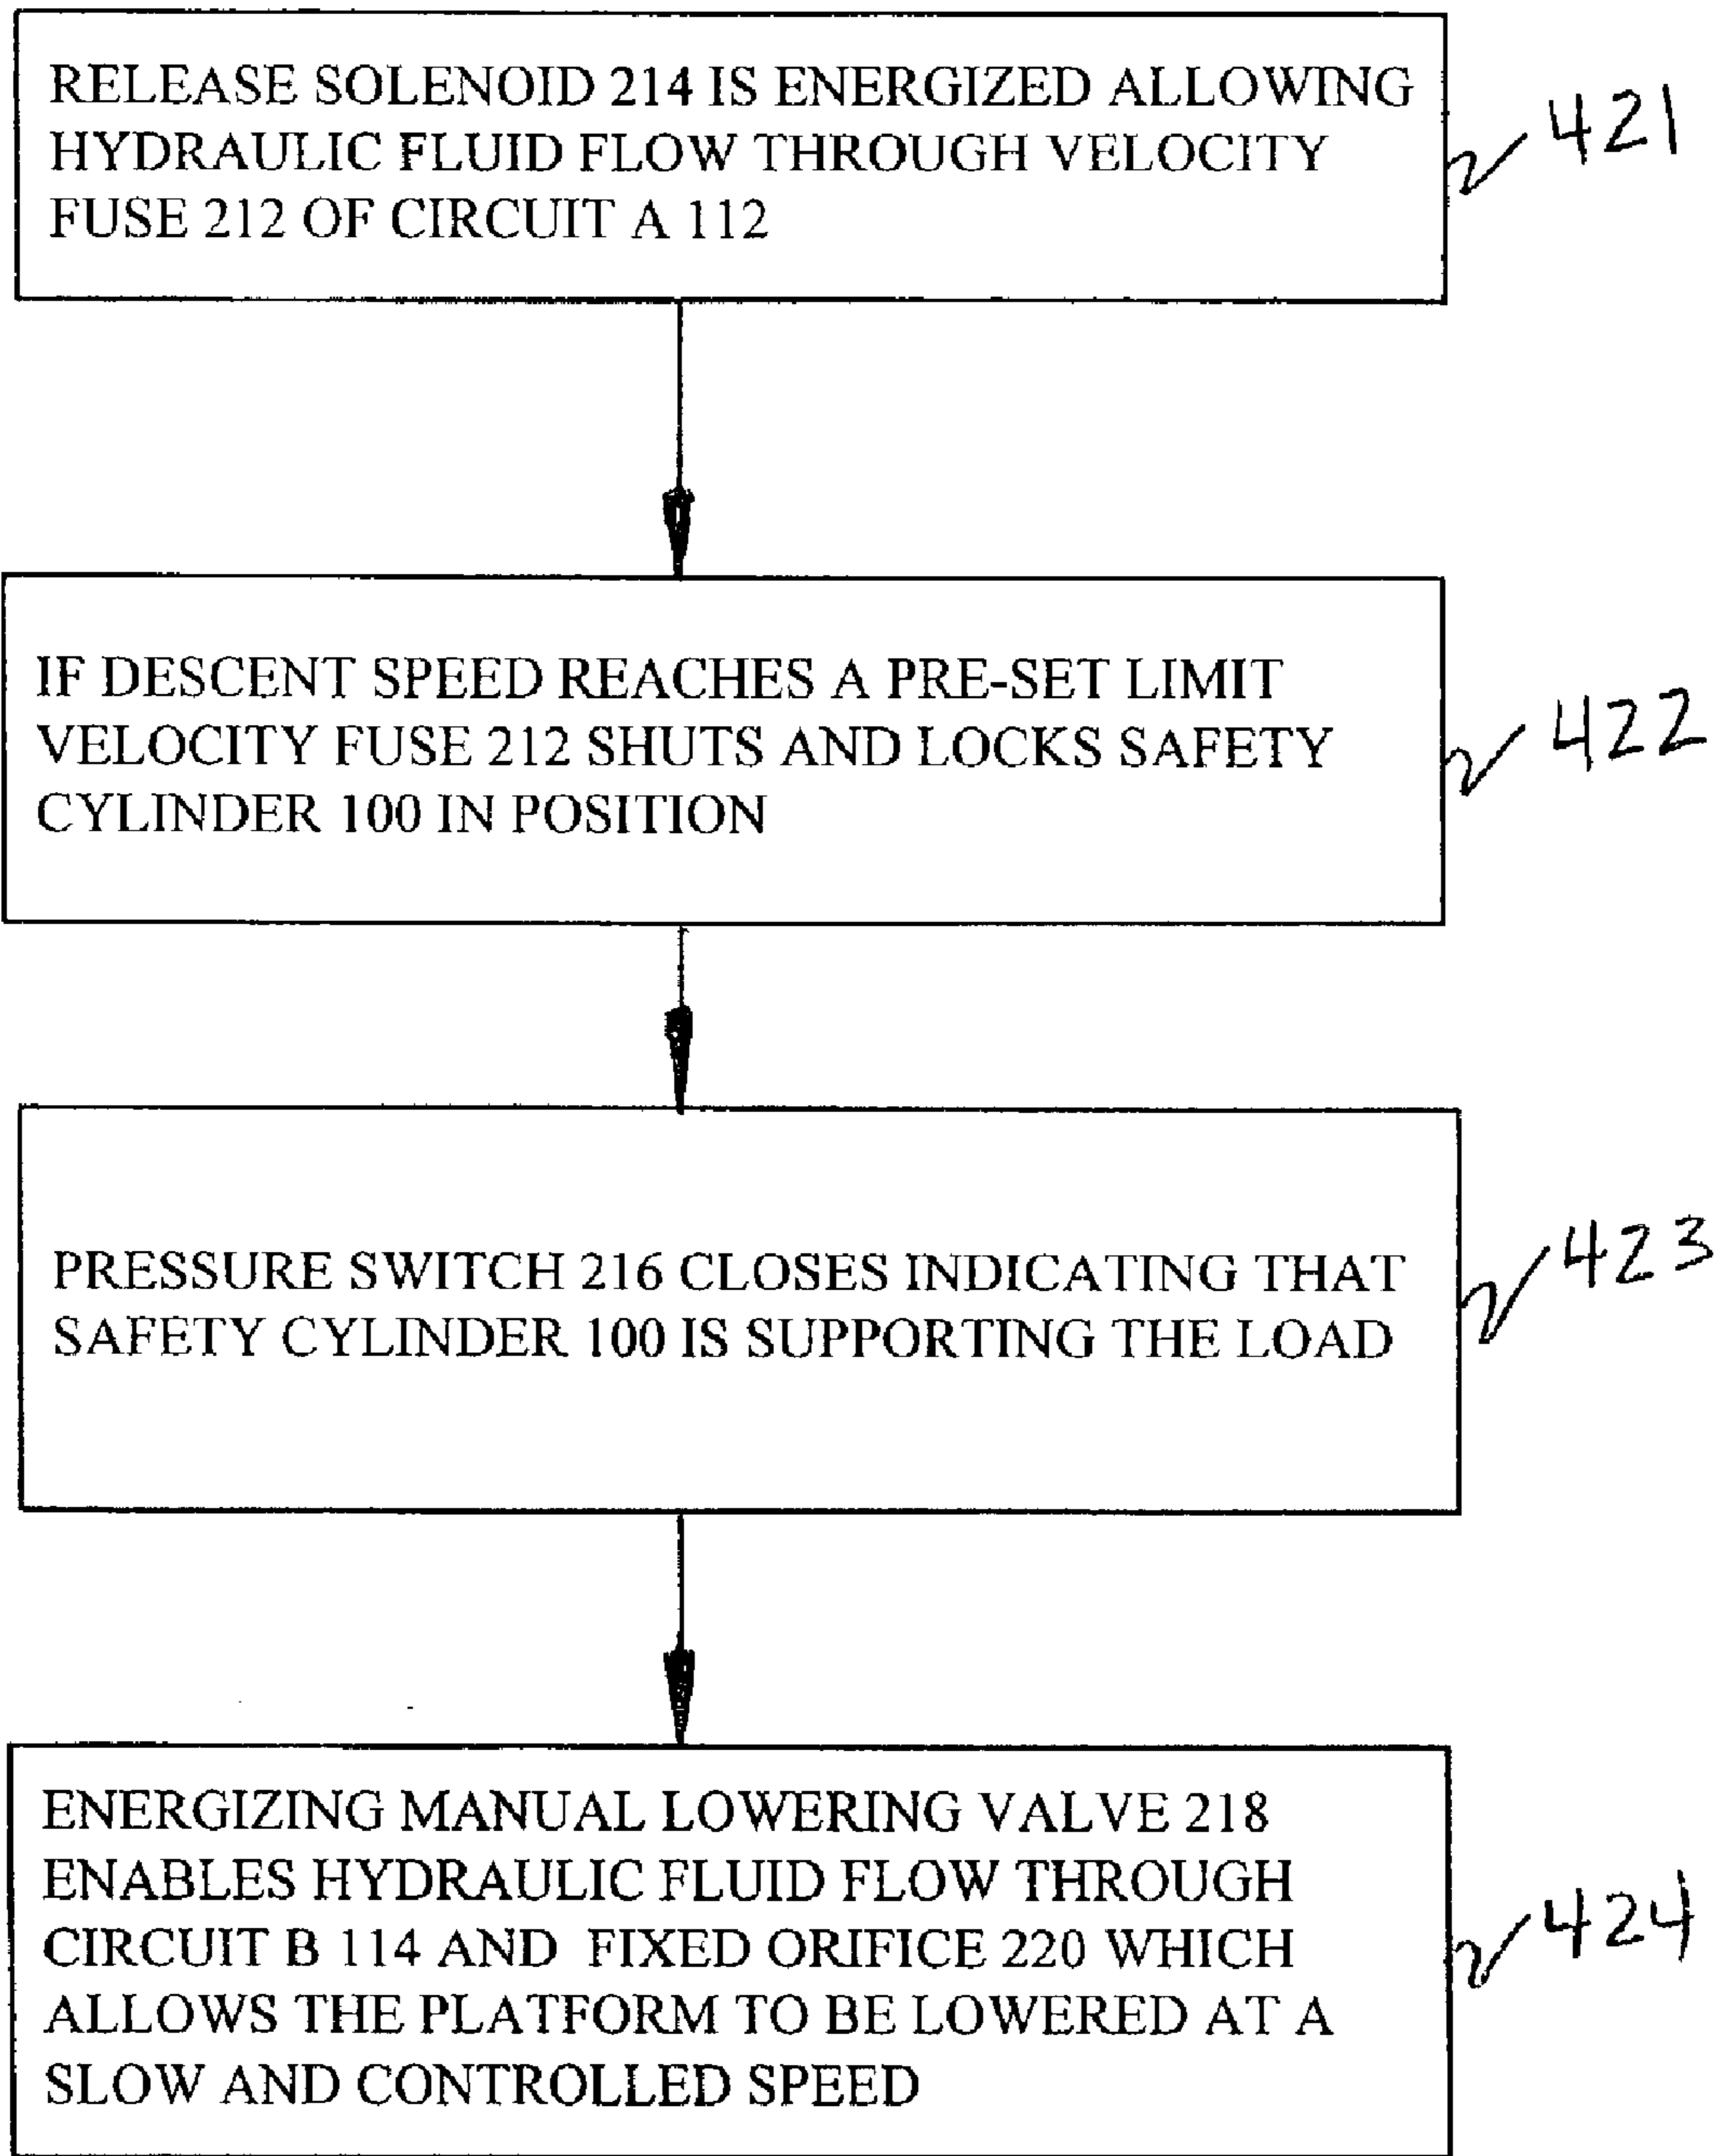 RELEASE SOLENOID 214 IS ENERGIZED ALLOWING
HYDRAULIC FLUID FLOW THROUGH VELOCITY
FUSE 212 OF CIRCUIT A 112
421
IF DESCENT SPEED REACHES A PRE-SET LIMIT
VELOCITY FUSE 212 SHUTS AND LOCKS SAFETY
CYLINDER 100 IN POSITION
422
PRESSURE SWITCH 216 CLOSES INDICATING THAT
SAFETY CYLINDER 100 IS SUPPORTING THE LOAD
423
ENERGIZING MANUAL LOWERING VALVE 218
ENABLES HYDRAULIC FLUID FLOW THROUGH
CIRCUIT B 114 AND FIXED ORIFICE 220 WHICH
ALLOWS THE PLATFORM TO BE LOWERED AT A
SLOW AND CONTROLLED SPEED
424